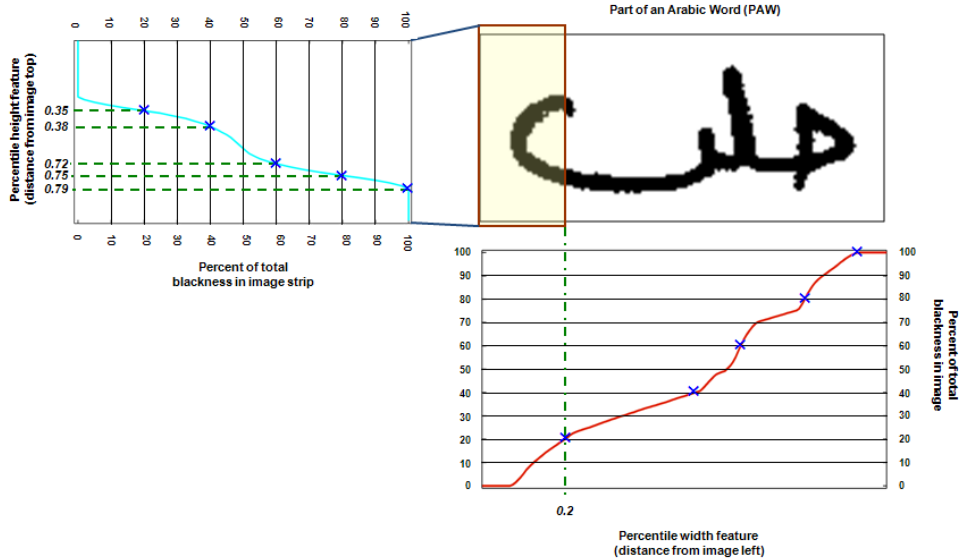 Part of an Arabic Word (PAW)
0 10 20 30 40 50 60 70 80 90 100
Percentile height feature
(distance from image top)
0.35
0.38
0.72
0.75
0.79
0 10 20 30 40 50 60 70 80 90 100
Percent of total
blackness in image strip
100 100
90 90
80 80
70 70
60 60
50 50
40 40
30 30
20 20
10 10
0 0
Percent of total
blackness in image
0.2
Percentile width feature
(distance from image left)